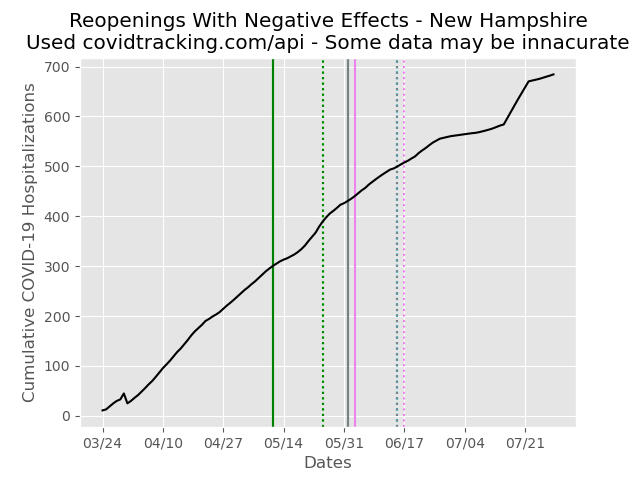 Reopenings With Negative Effects - New Hampshire
Used covidtracking.com/api - Some data may be innacurate
700
600
500
400
300
200
100
0
Cumulative COVID-19 Hospitalizations
03/24 04/10 04/27 05/14 05/31 06/17 07/04 07/21
Dates